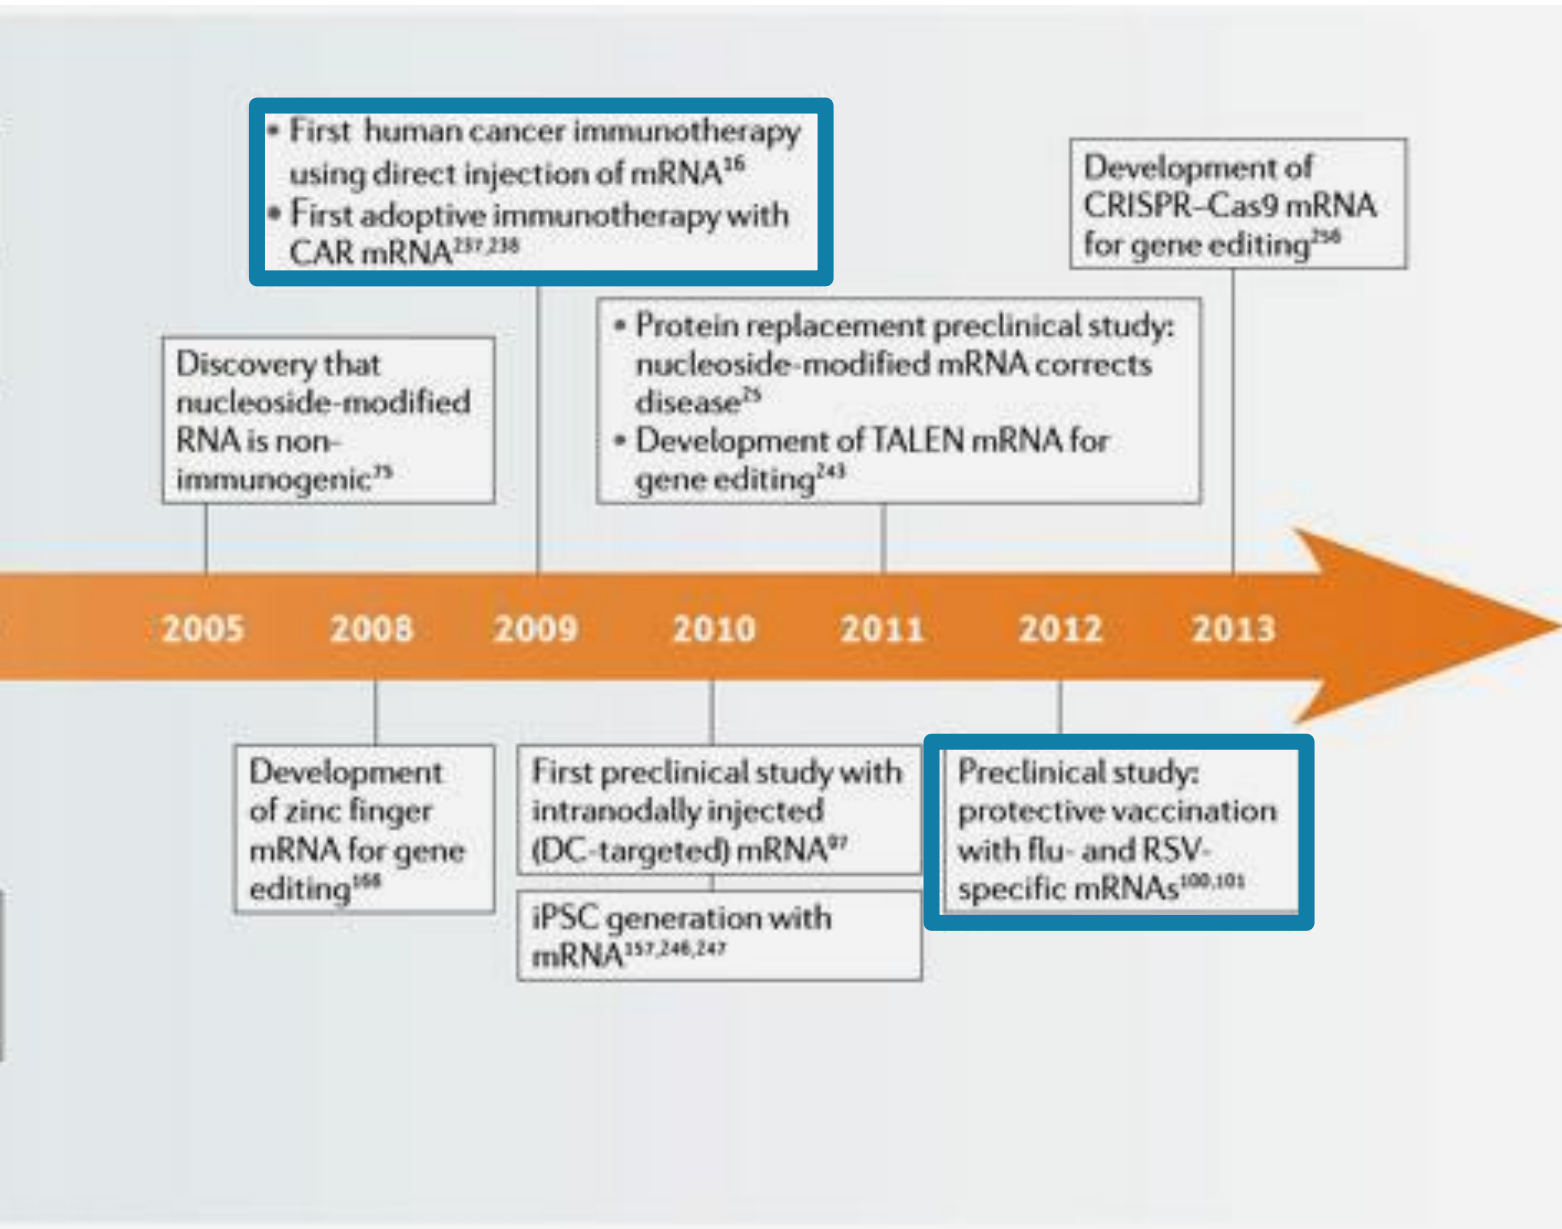 • First human cancer immunotherapy
using direct injection of mRNA¹⁶
• First adoptive immunotherapy with
CAR mRNA²³⁷,²³⁸
Development of
CRISPR–Cas9 mRNA
for gene editing²⁵⁶
• Protein replacement preclinical study:
nucleoside-modified mRNA corrects
disease²⁵
• Development of TALEN mRNA for
gene editing²⁴³
Discovery that
nucleoside-modified
RNA is non-
immunogenic⁷⁵
2005 2008 2009 2010 2011 2012 2013
Development
of zinc finger
mRNA for gene
editing¹⁶⁶
First preclinical study with
intranodally injected
(DC-targeted) mRNA⁹⁷
iPSC generation with
mRNA¹⁵⁷,²⁴⁶,²⁴⁷
Preclinical study:
protective vaccination
with flu- and RSV-
specific mRNAs¹⁰⁰,¹⁰¹